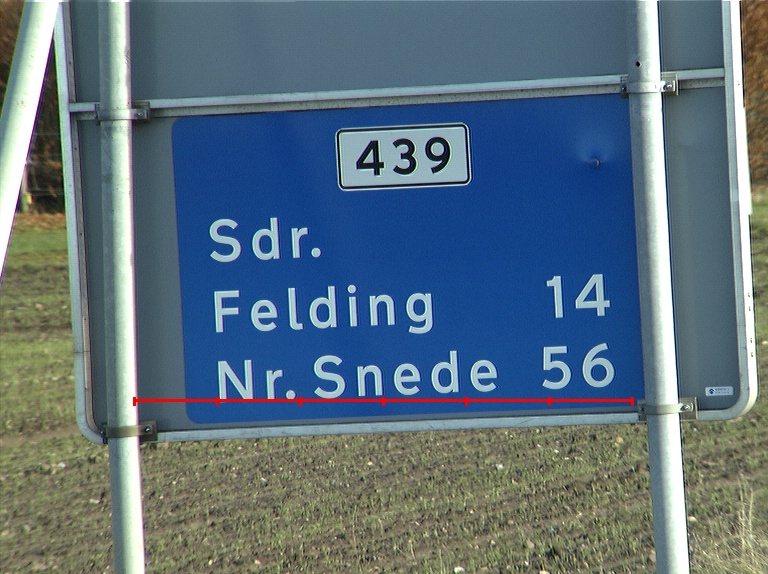 439
Sdr.
Felding 14
Nr. Snede 56